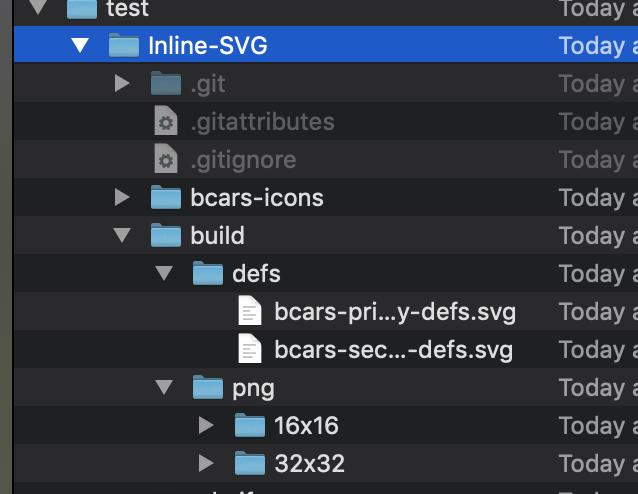 test Today a
Inline-SVG Today a
.git Today a
.gitattributes Today a
.gitignore Today a
bcars-icons Today a
build Today a
defs Today a
bcars-pri...y-defs.svg Today a
bcars-sec...-defs.svg Today a
png Today a
16x16 Today a
32x32 Today a